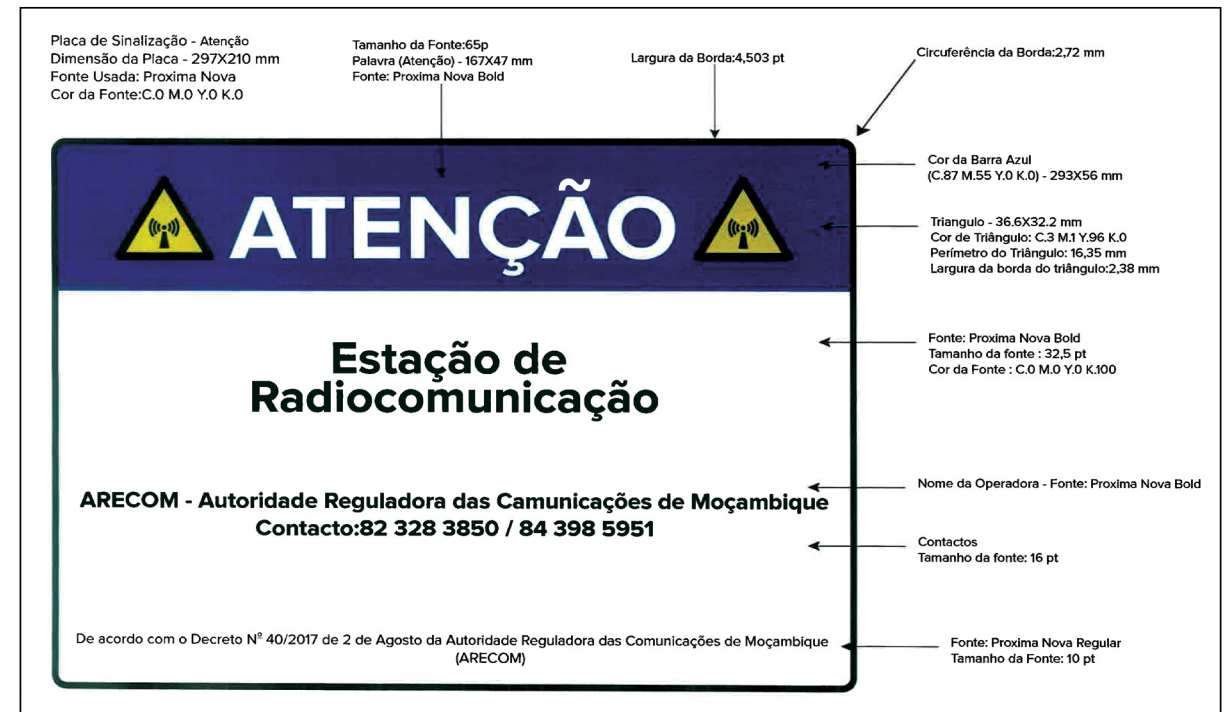 Placa de Sinalização - Atenção
Dimensão da Placa - 297X210 mm
Fonte Usada: Proxima Nova
Cor da Fonte:C.0 M.0 Y.0 K.0
Tamanho da Fonte:65p
Palavra (Atenção) - 167X47 mm
Fonte: Proxima Nova Bold
Largura da Borda:4,503 pt
Circuferência da Borda:2,72 mm
Cor da Barra Azul
(C.87 M.55 Y.0 K.0) - 293X56 mm
ATENÇÃO
Triangulo - 36.6X32.2 mm
Cor de Triângulo: C.3 M.1 Y.96 K.0
Perímetro do Triângulo: 16,35 mm
Largura da borda do triângulo:2,38 mm
Estação de
Radiocomunicação
Fonte: Proxima Nova Bold
Tamanho da fonte : 32,5 pt
Cor da Fonte : C.0 M.0 Y.0 K.100
ARECOM - Autoridade Reguladora das Camunicações de Moçambique
Contacto:82 328 3850 / 84 398 5951
Nome da Operadora - Fonte: Proxima Nova Bold
Contactos
Tamanho da fonte: 16 pt
De acordo com o Decreto Nº 40/2017 de 2 de Agosto da Autoridade Reguladora das Comunicações de Moçambique
(ARECOM)
Fonte: Proxima Nova Regular
Tamanho da Fonte: 10 pt